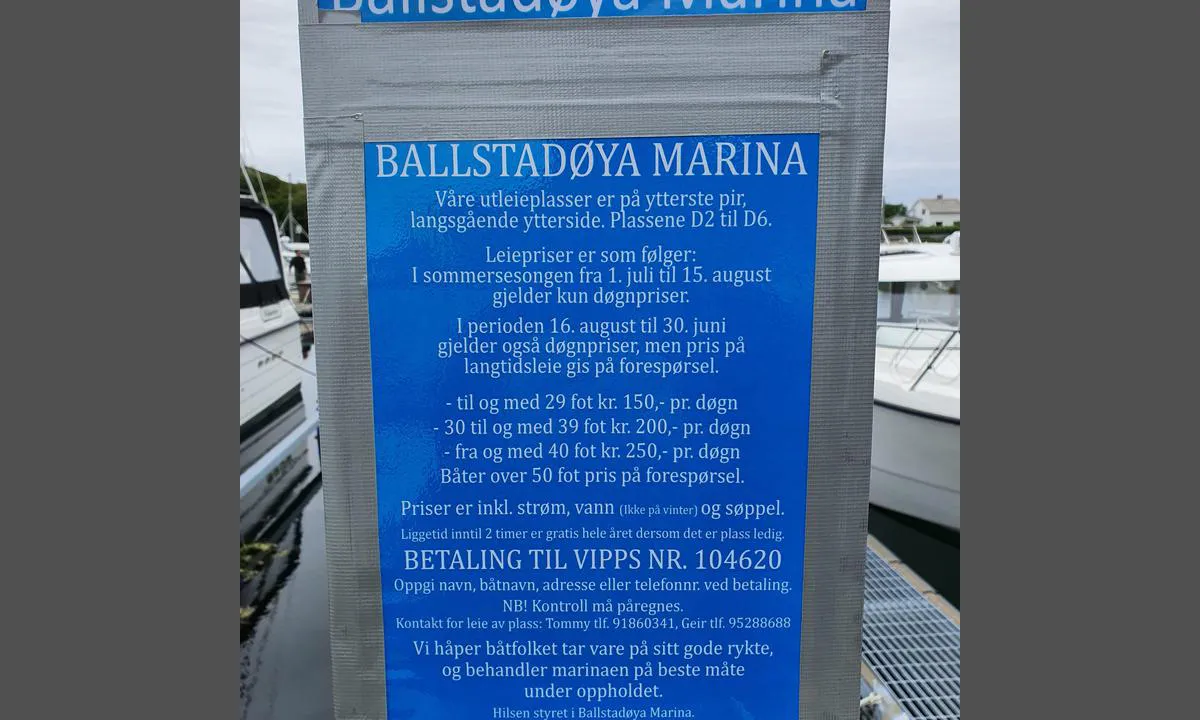 Ballstadøya Marina
BALLSTADØYA MARINA
Våre utleieplasser er på ytterste pir,
langsgående ytterside. Plassene D2 til D6.
Leiepriser er som følger:
I sommersesongen fra 1. juli til 15. august
gjelder kun døgnpriser.
I perioden 16. august til 30. juni
gjelder også døgnpriser, men pris på
langtidsleie gis på forespørsel.
- til og med 29 fot kr. 150,- pr. døgn
- 30 til og med 39 fot kr. 200,- pr. døgn
- fra og med 40 fot kr. 250,- pr. døgn
Båter over 50 fot pris på forespørsel.
Priser er inkl. strøm, vann (Ikke på vinter) og søppel.
Liggetid inntil 2 timer er gratis hele året dersom det er plass ledig.
BETALING TIL VIPPS NR. 104620
Oppgi navn, båtnavn, adresse eller telefonnr. ved betaling.
NB! Kontroll må påregnes.
Kontakt for leie av plass: Tommy tlf. 91860341, Geir tlf. 95288688
Vi håper båtfolket tar vare på sitt gode rykte,
og behandler marinaen på beste måte
under oppholdet.
Hilsen styret i Ballstadøya Marina.